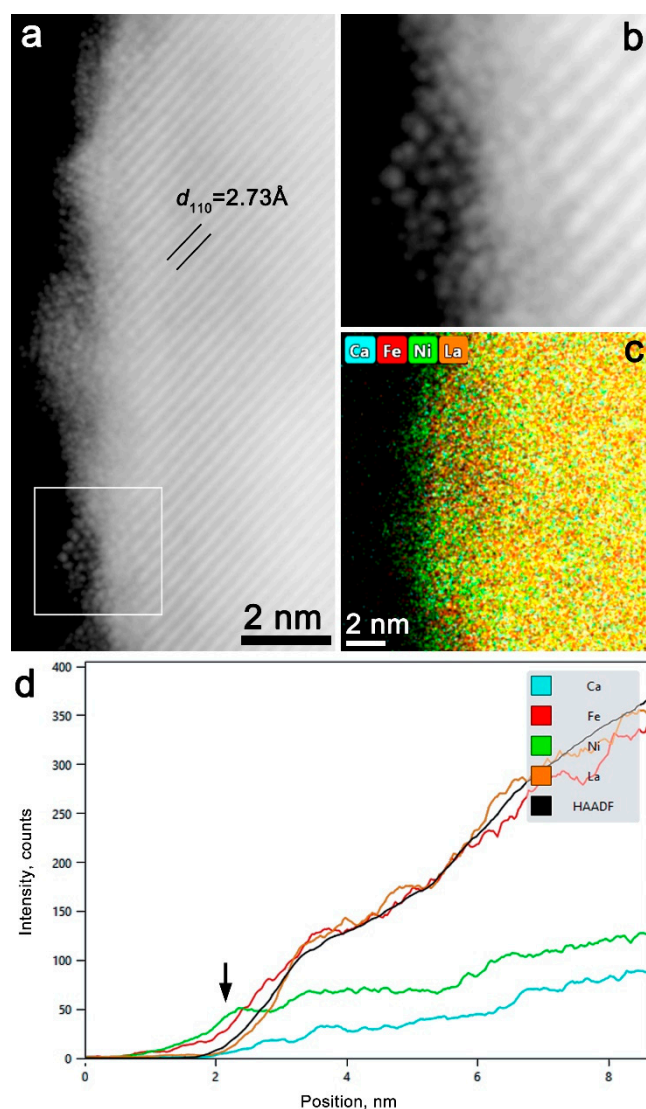 a
d110=2.73Å
2 nm
b
Ca Fe Ni La
c
2 nm
d
400
350
300
250
200
150
100
50
0
Intensity, counts
Ca
Fe
Ni
La
HAADF
0 2 4 6 8
Position, nm